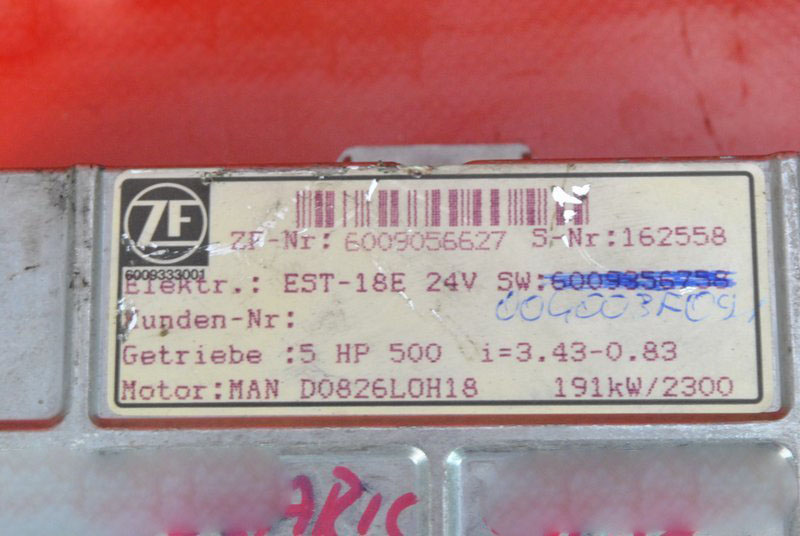 ZF
6009333001
ZF-Nr: 6009056627 S-Nr:162558
Elektr.: EST-18E 24V SW:6009356758
Kunden-Nr:
Getriebe :5 HP 500 i=3.43-0.83
Motor:MAN D0826LOH18 191kW/2300